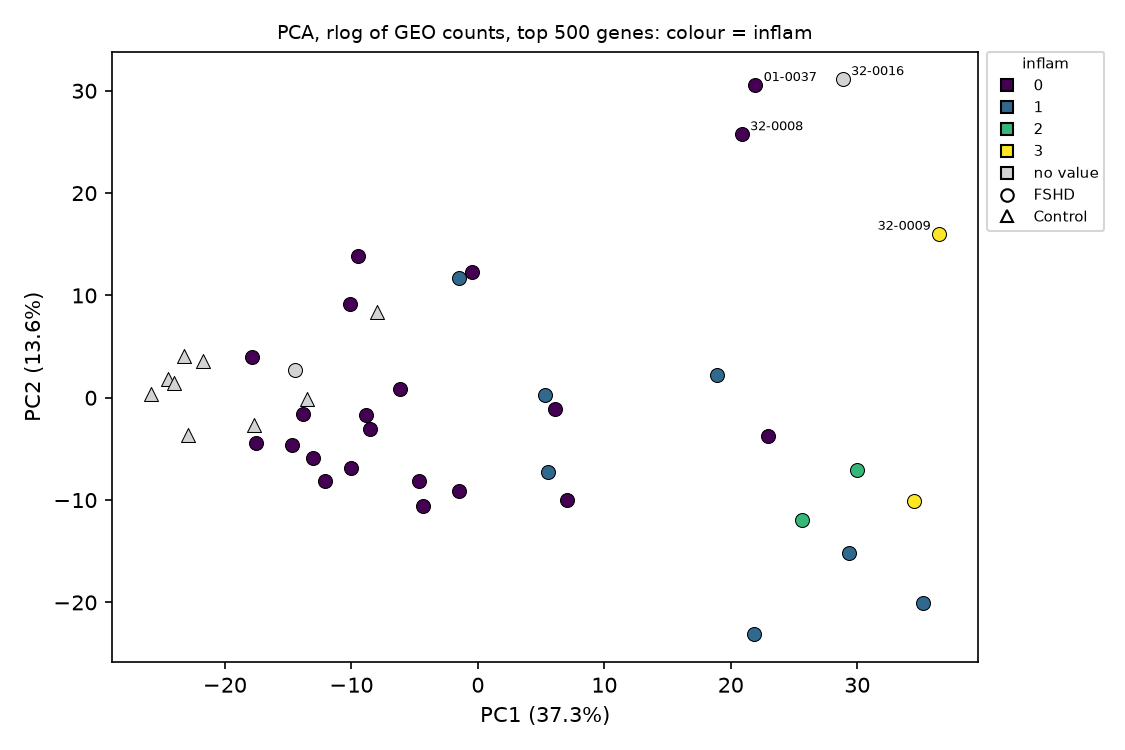 PCA, rlog of GEO counts, top 500 genes: colour = inflam
inflam
0
1
2
3
no value
FSHD
Control
01-0037
32-0016
32-0008
32-0009
PC2 (13.6%)
30
20
10
0
−10
−20
−20
−10
0
10
20
30
PC1 (37.3%)